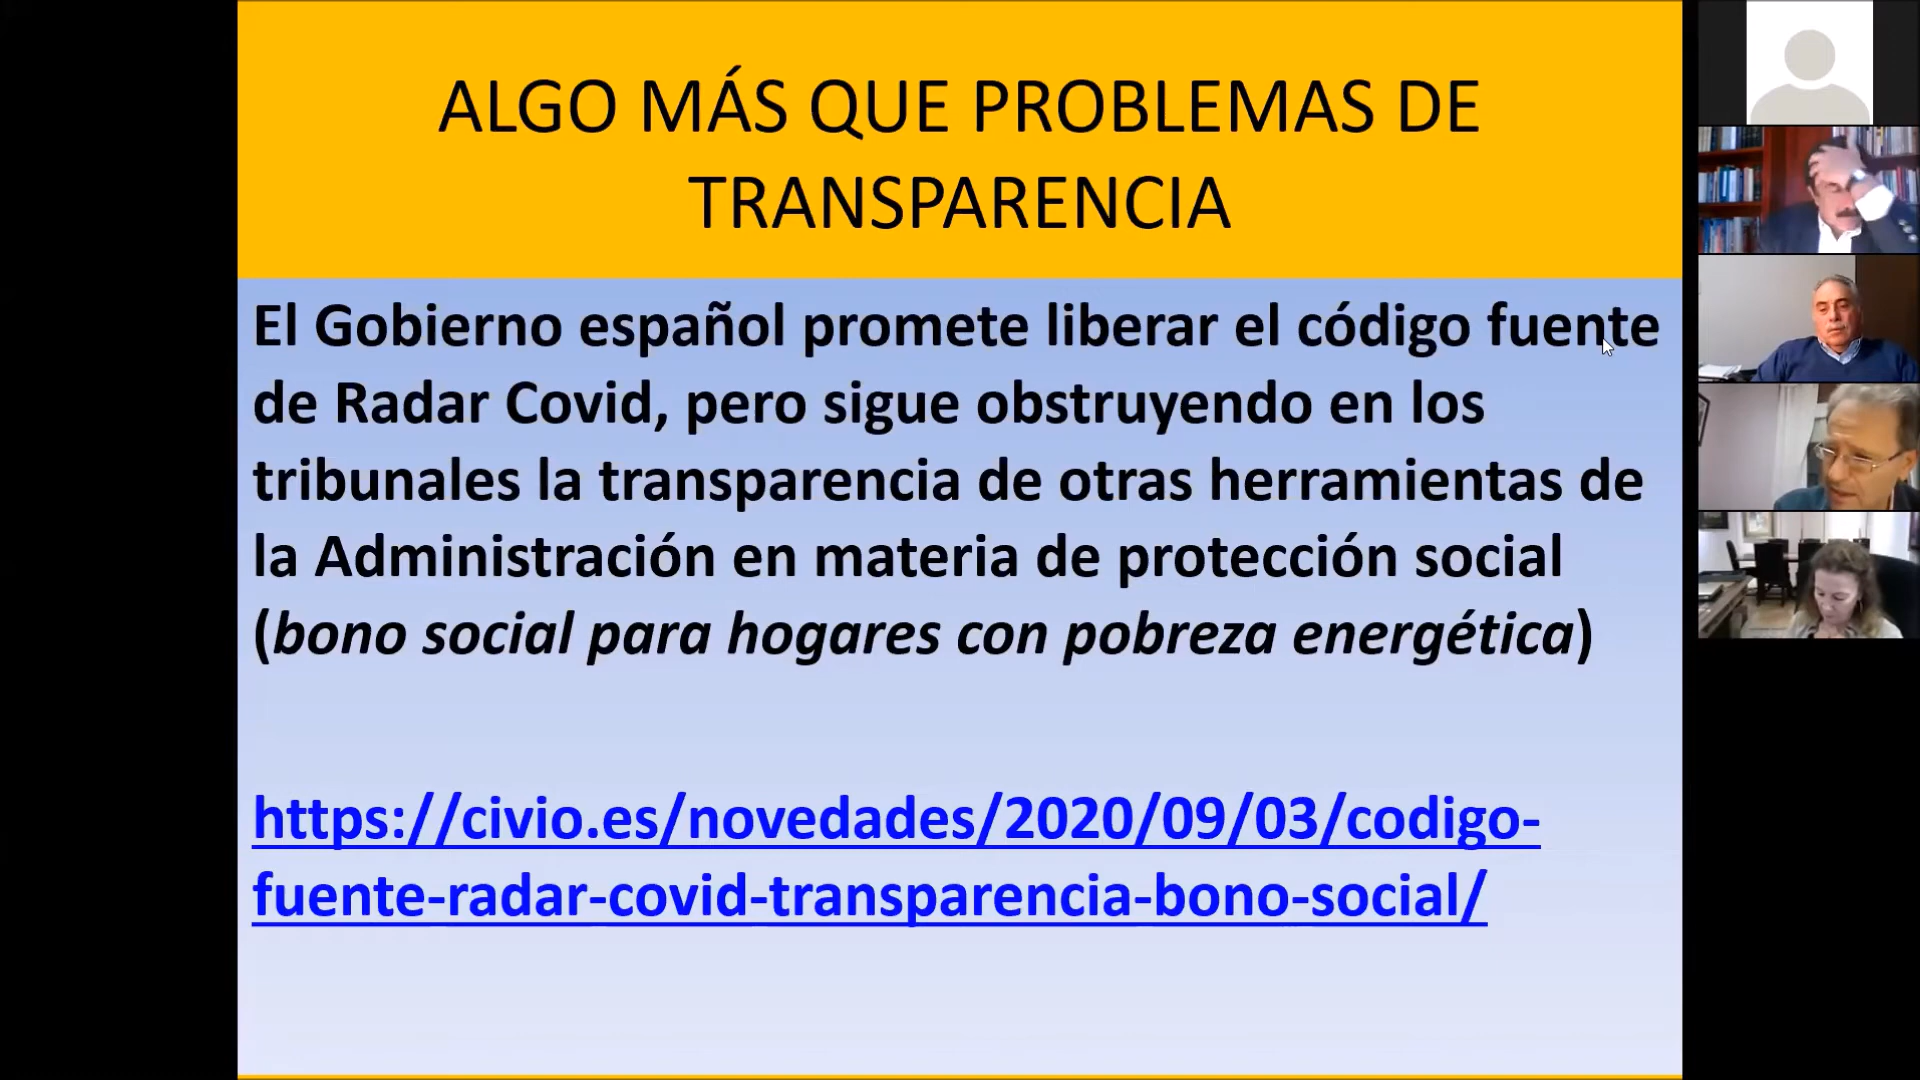 ALGO MÁS QUE PROBLEMAS DE
TRANSPARENCIA
El Gobierno español promete liberar el código fuente
de Radar Covid, pero sigue obstruyendo en los
tribunales la transparencia de otras herramientas de
la Administración en materia de protección social
(bono social para hogares con pobreza energética)
https://civio.es/novedades/2020/09/03/codigo-
fuente-radar-covid-transparencia-bono-social/